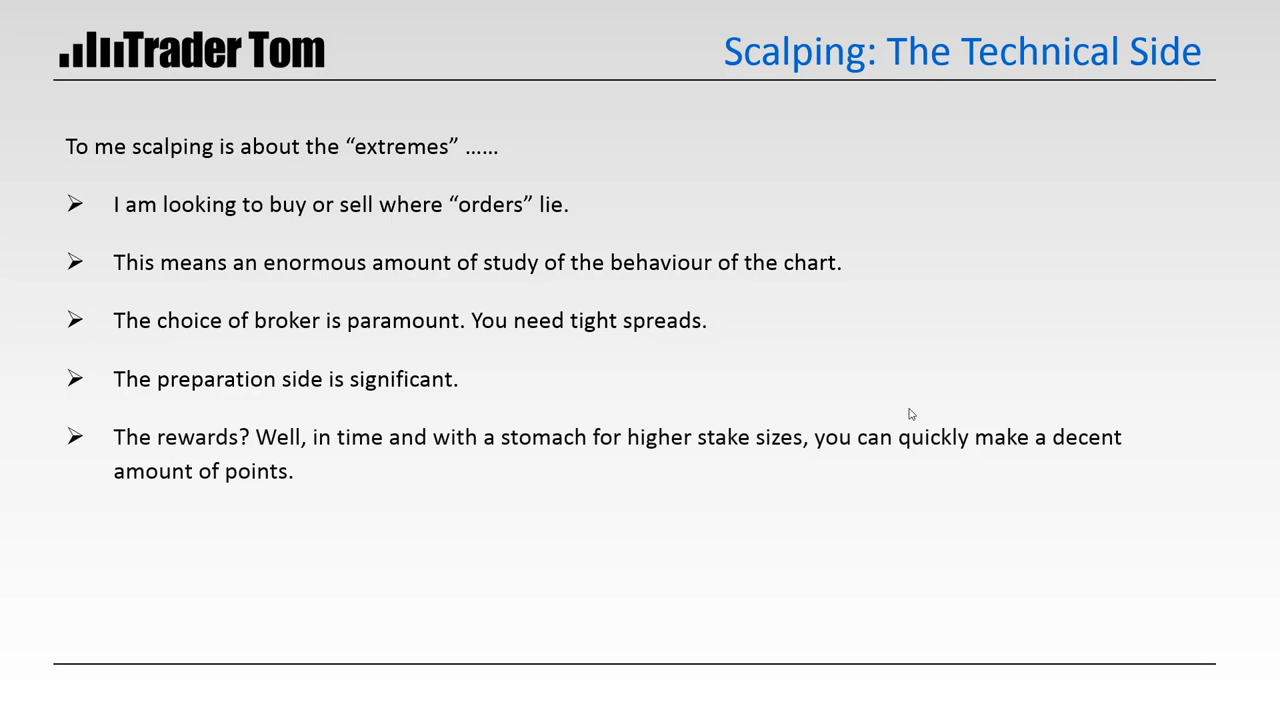 Trader Tom
Scalping: The Technical Side
To me scalping is about the “extremes” ......
I am looking to buy or sell where “orders” lie.
This means an enormous amount of study of the behaviour of the chart.
The choice of broker is paramount. You need tight spreads.
The preparation side is significant.
The rewards? Well, in time and with a stomach for higher stake sizes, you can quickly make a decent
amount of points.